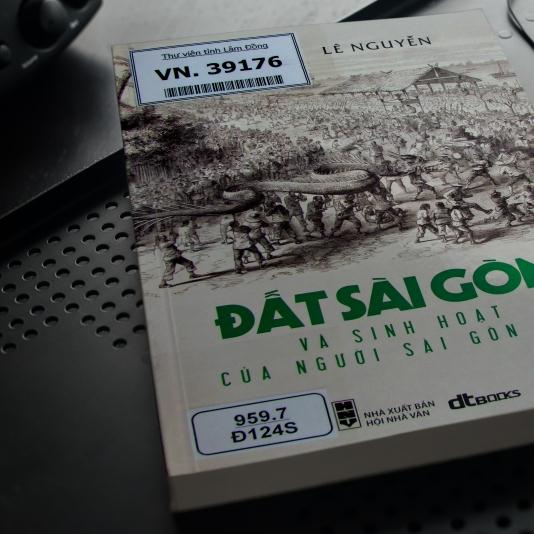 Thư viện tỉnh Lâm Đồng
VN. 39176
LÊ NGUYỄN
ĐẤT SÀI GÒN
VÀ SINH HOẠT
CỦA NGƯỜI SÀI GÒN
959.7
Đ124S
NHÀ XUẤT BẢN
HỘI NHÀ VĂN
dtBOOKS